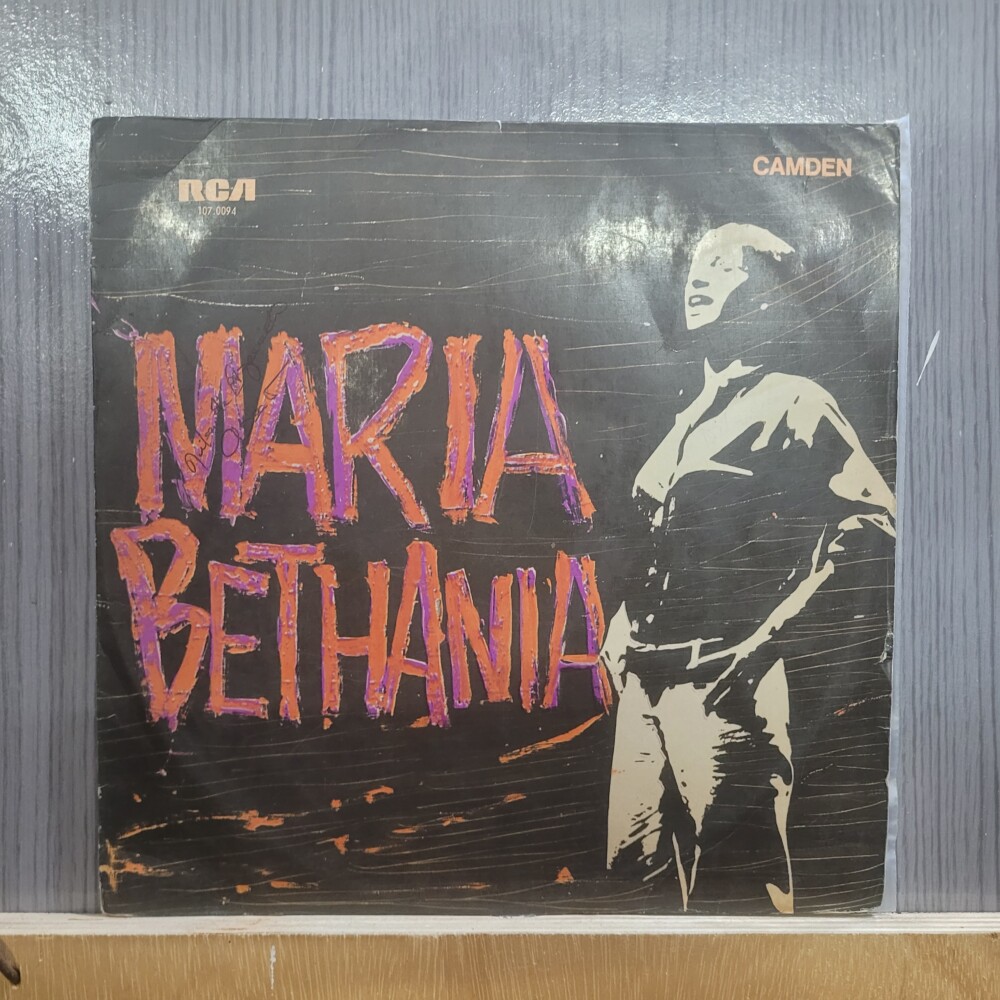 RCA
107.0094
CAMDEN
MARIA
BETHANIA